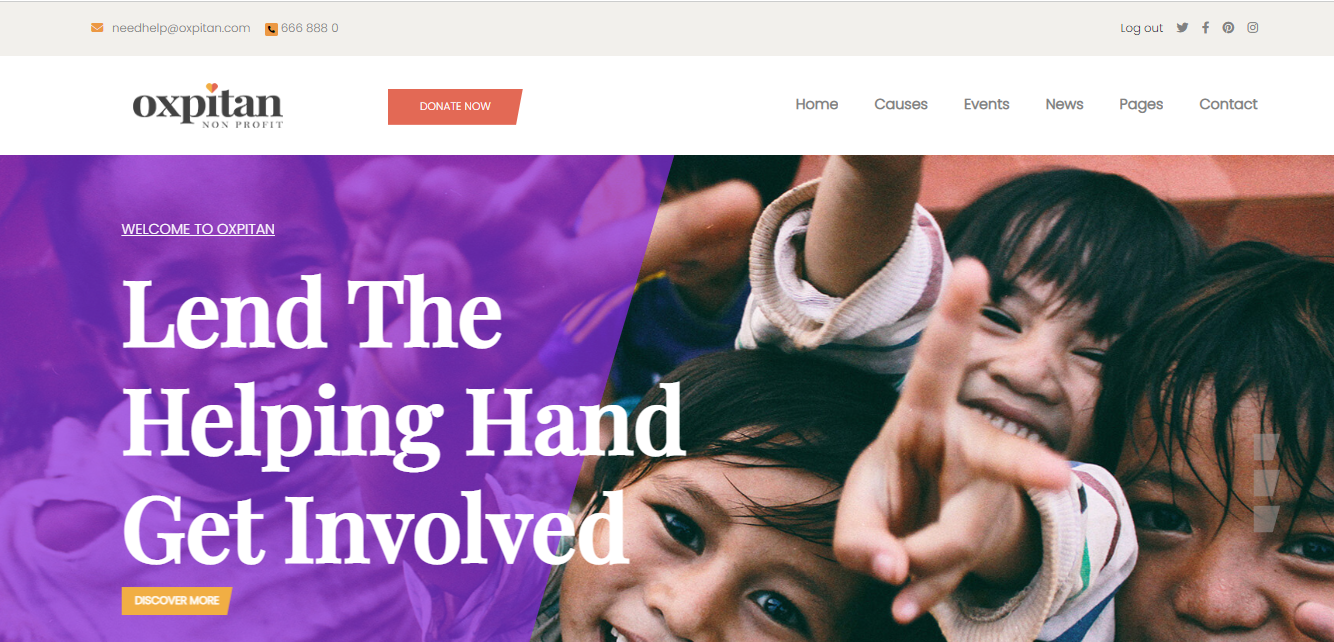 needhelp@oxpitan.com 666 888 0 Log out
oxpitan
NON PROFIT
DONATE NOW
Home Causes Events News Pages Contact
WELCOME TO OXPITAN
Lend The
Helping Hand
Get Involved
DISCOVER MORE